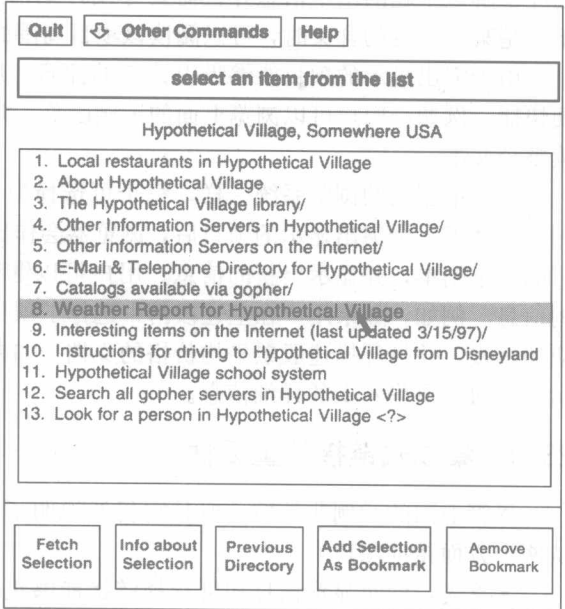 Quit Other Commands Help
select an item from the list
Hypothetical Village, Somewhere USA
1. Local restaurants in Hypothetical Village
2. About Hypothetical Village
3. The Hypothetical Village library/
4. Other Information Servers in Hypothetical Village/
5. Other information Servers on the Internet/
6. E-Mail & Telephone Directory for Hypothetical Village/
7. Catalogs available via gopher/
8. Weather Report for Hypothetical Village
9. Interesting items on the Internet (last updated 3/15/97)/
10. Instructions for driving to Hypothetical Village from Disneyland
11. Hypothetical Village school system
12. Search all gopher servers in Hypothetical Village
13. Look for a person in Hypothetical Village <?>
Fetch Selection
Info about Selection
Previous Directory
Add Selection As Bookmark
Aemove Bookmark